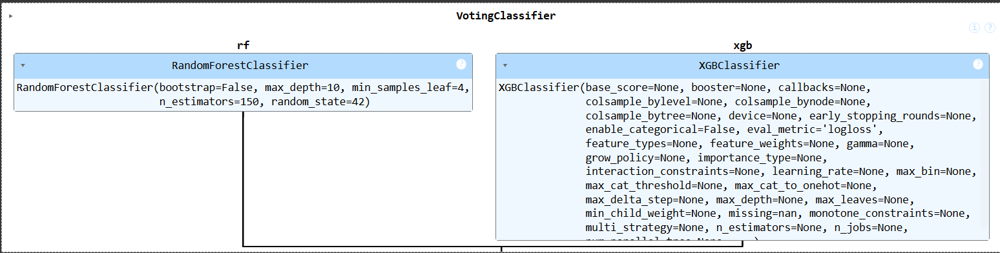 VotingClassifier
i ?
rf
RandomForestClassifier ?
RandomForestClassifier(bootstrap=False, max_depth=10, min_samples_leaf=4,
n_estimators=150, random_state=42)
xgb
XGBClassifier ?
XGBClassifier(base_score=None, booster=None, callbacks=None,
colsample_bylevel=None, colsample_bynode=None,
colsample_bytree=None, device=None, early_stopping_rounds=None,
enable_categorical=False, eval_metric='logloss',
feature_types=None, feature_weights=None, gamma=None,
grow_policy=None, importance_type=None,
interaction_constraints=None, learning_rate=None, max_bin=None,
max_cat_threshold=None, max_cat_to_onehot=None,
max_delta_step=None, max_depth=None, max_leaves=None,
min_child_weight=None, missing=nan, monotone_constraints=None,
multi_strategy=None, n_estimators=None, n_jobs=None,